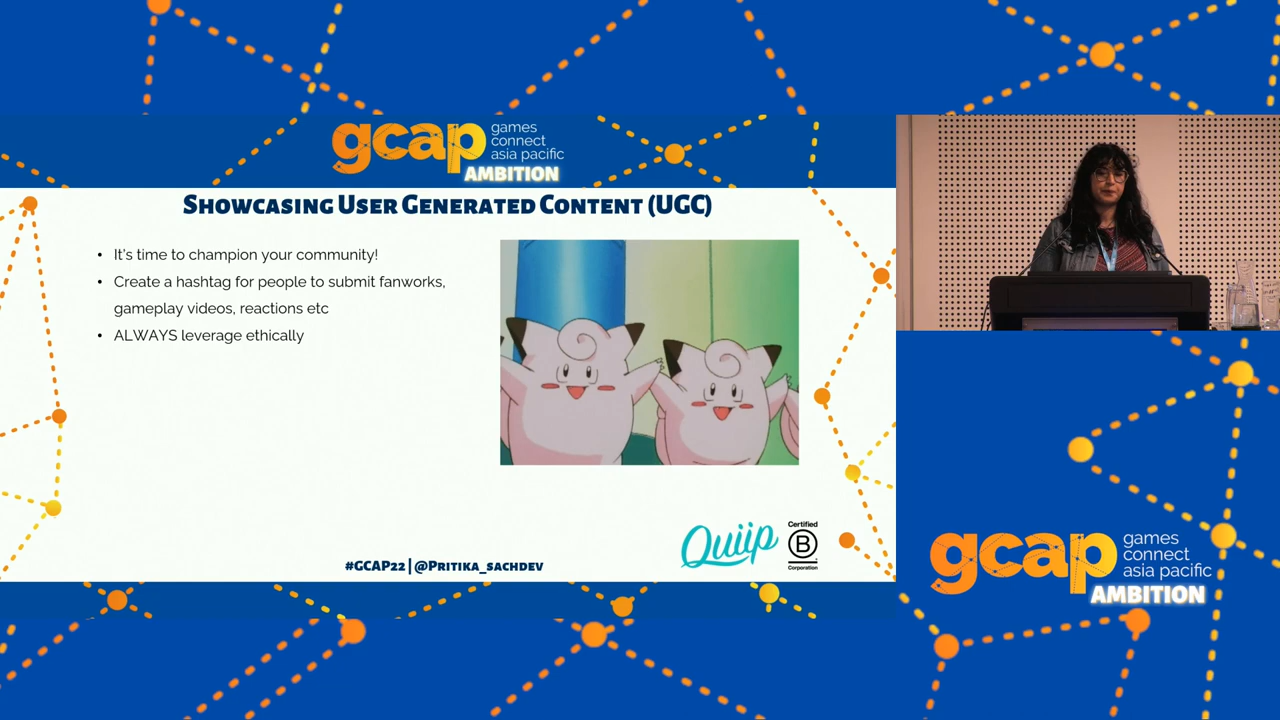 gcap games
connect
asia pacific
AMBITION
Showcasing User Generated Content (UGC)
• It's time to champion your community!
• Create a hashtag for people to submit fanworks,
gameplay videos, reactions etc
• ALWAYS leverage ethically
Quiip
Certified
B
Corporation
#GCAP22 | @Pritika_sachdev
gcap games
connect
asia pacific
AMBITION